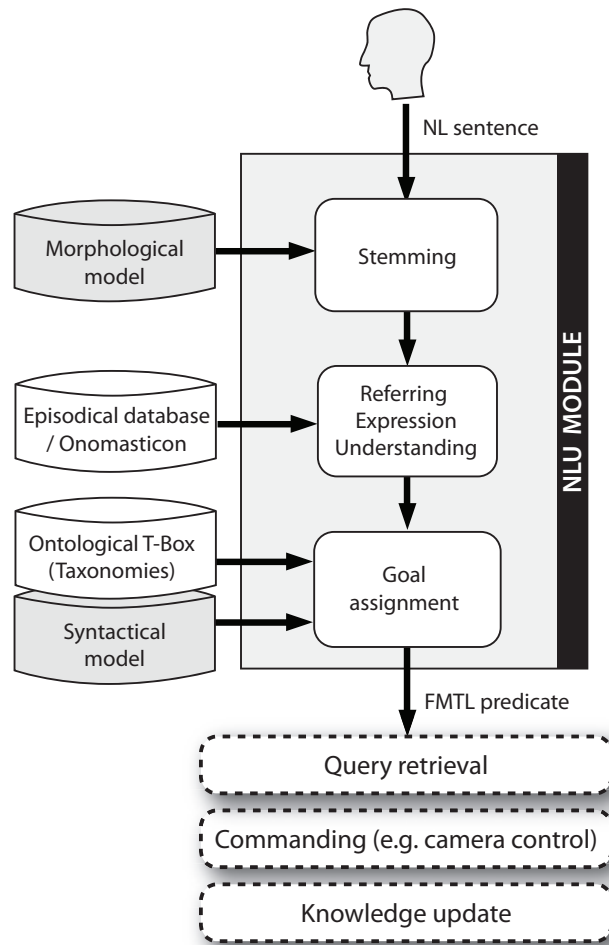 NL sentence
Morphological
model
Stemming
Episodical database
/ Onomasticon
Referring
Expression
Understanding
NLU MODULE
Ontological T-Box
(Taxonomies)
Goal
assignment
Syntactical
model
FMTL predicate
Query retrieval
Commanding (e.g. camera control)
Knowledge update